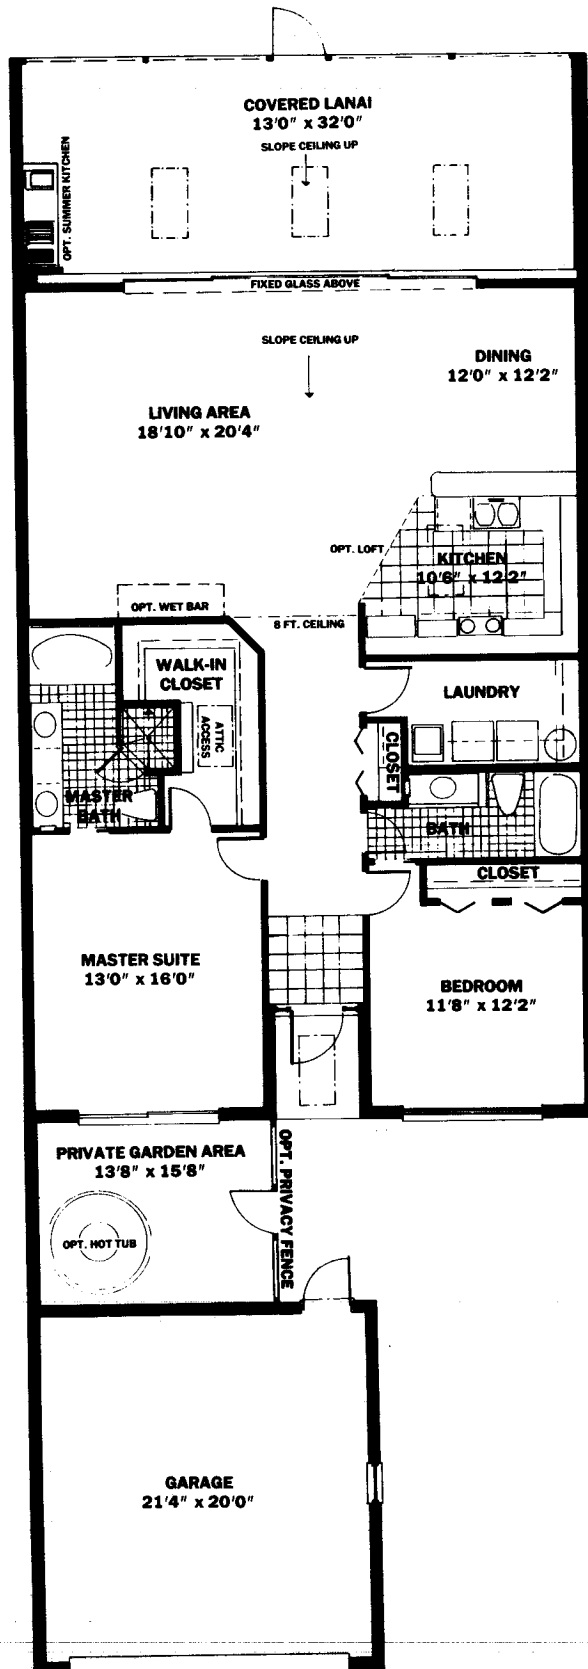 COVERED LANAI
13'0" x 32'0"
SLOPE CEILING UP
OPT. SUMMER KITCHEN
FIXED GLASS ABOVE
SLOPE CEILING UP
DINING
12'0" x 12'2"
LIVING AREA
18'10" x 20'4"
OPT. LOFT
KITCHEN
10'6" x 12'2"
OPT. WET BAR
8 FT. CEILING
WALK-IN
CLOSET
LAUNDRY
ATTIC
ACCESS
CLOSET
MASTER
BATH
BATH
CLOSET
MASTER SUITE
13'0" x 16'0"
BEDROOM
11'8" x 12'2"
PRIVATE GARDEN AREA
13'8" x 15'8"
OPT. PRIVACY FENCE
OPT. HOT TUB
GARAGE
21'4" x 20'0"